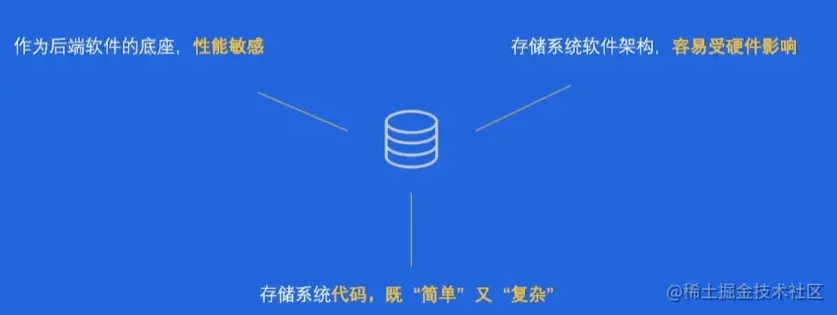 作为后端软件的底座，性能敏感
存储系统软件架构，容易受硬件影响
存储系统代码，既“简单”又“复杂”
@稀土掘金技术社区